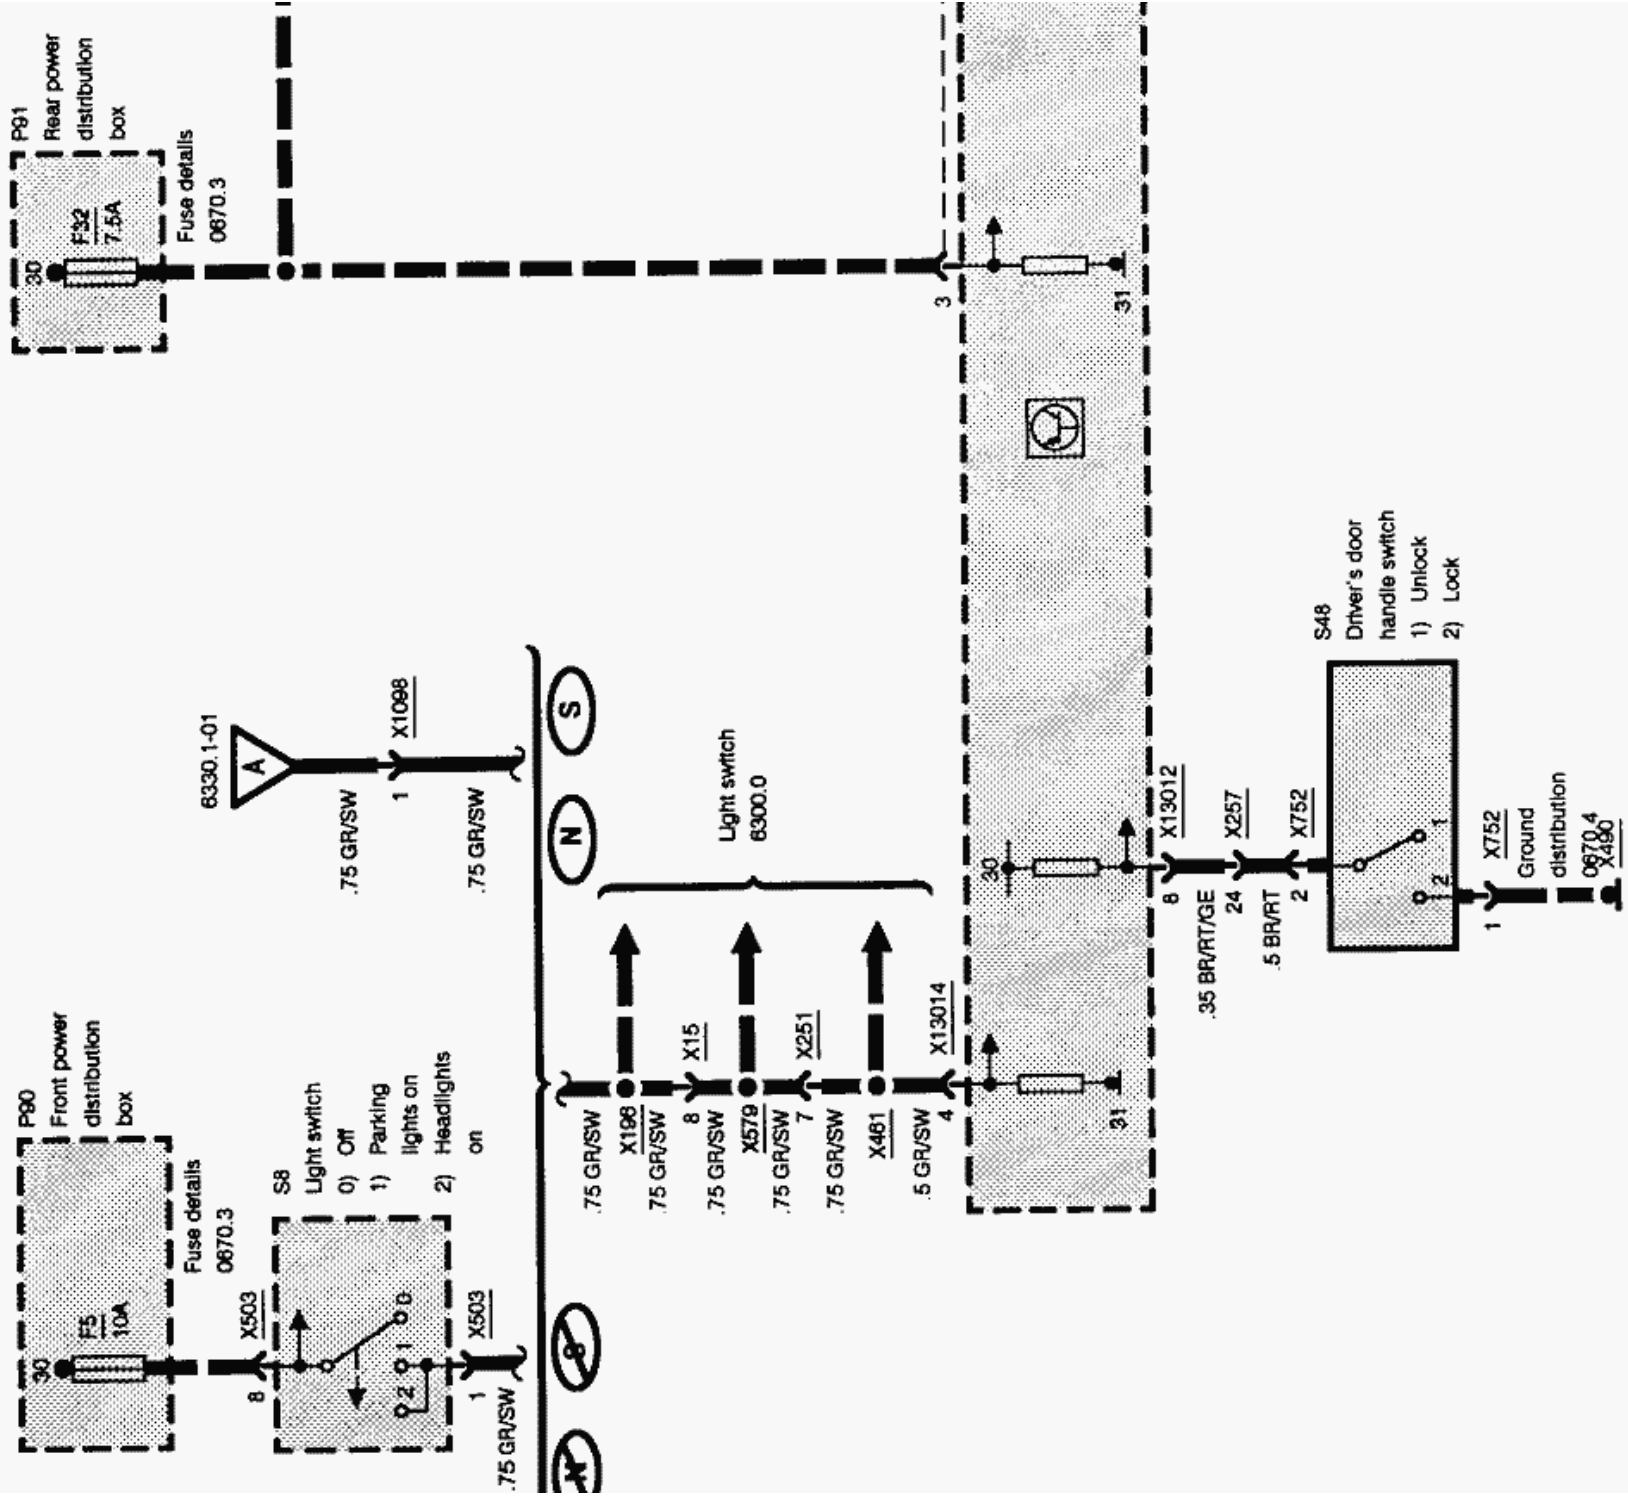 P91
Rear power
distribution
box
30
F32
7.5A
Fuse details
0670.3
3
31
6330.1-01
A
.75 GR/SW
1
X1098
.75 GR/SW
N
S
P90
Front power
distribution
box
30
F5
10A
Fuse details
0670.3
8
X503
S8
Light switch
0) Off
1) Parking
lights on
2) Headlights
on
2
1
0
1
X503
.75 GR/SW
N
S
.75 GR/SW
X196
.75 GR/SW
8
X15
.75 GR/SW
X579
.75 GR/SW
7
X251
.75 GR/SW
X461
.5 GR/SW
4
X13014
Light switch
6300.0
31
30
8
X13012
.35 BR/RT/GE
24
X257
.5 BR/RT
2
X752
S48
Driver's door
handle switch
1) Unlock
2) Lock
2
1
1
X752
Ground
distribution
0670.4
X490